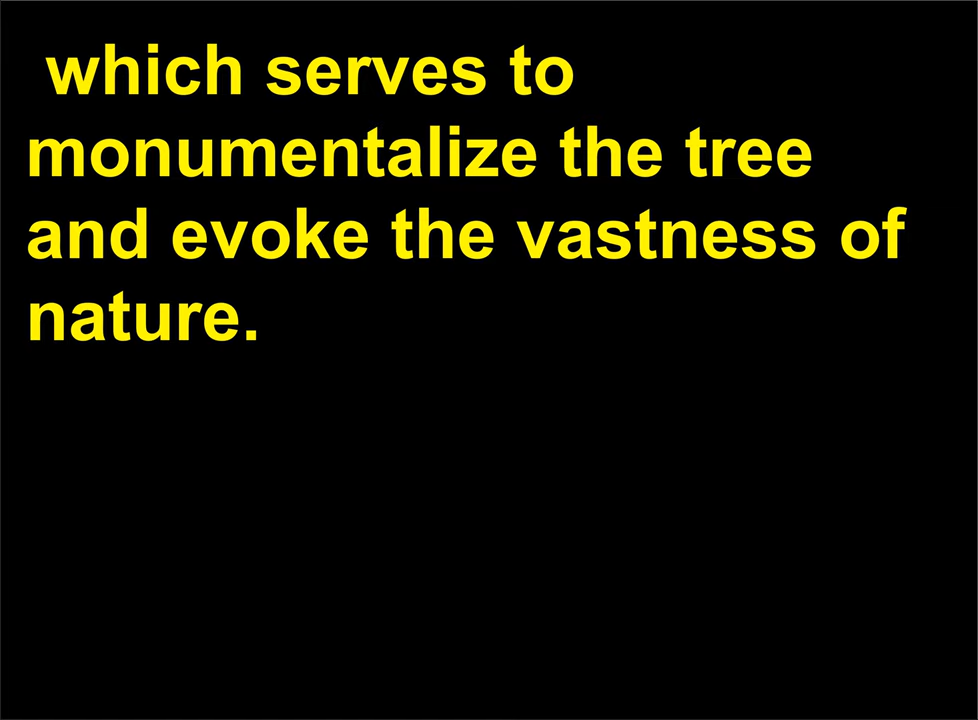 which serves to
monumentalize the tree
and evoke the vastness of
nature.